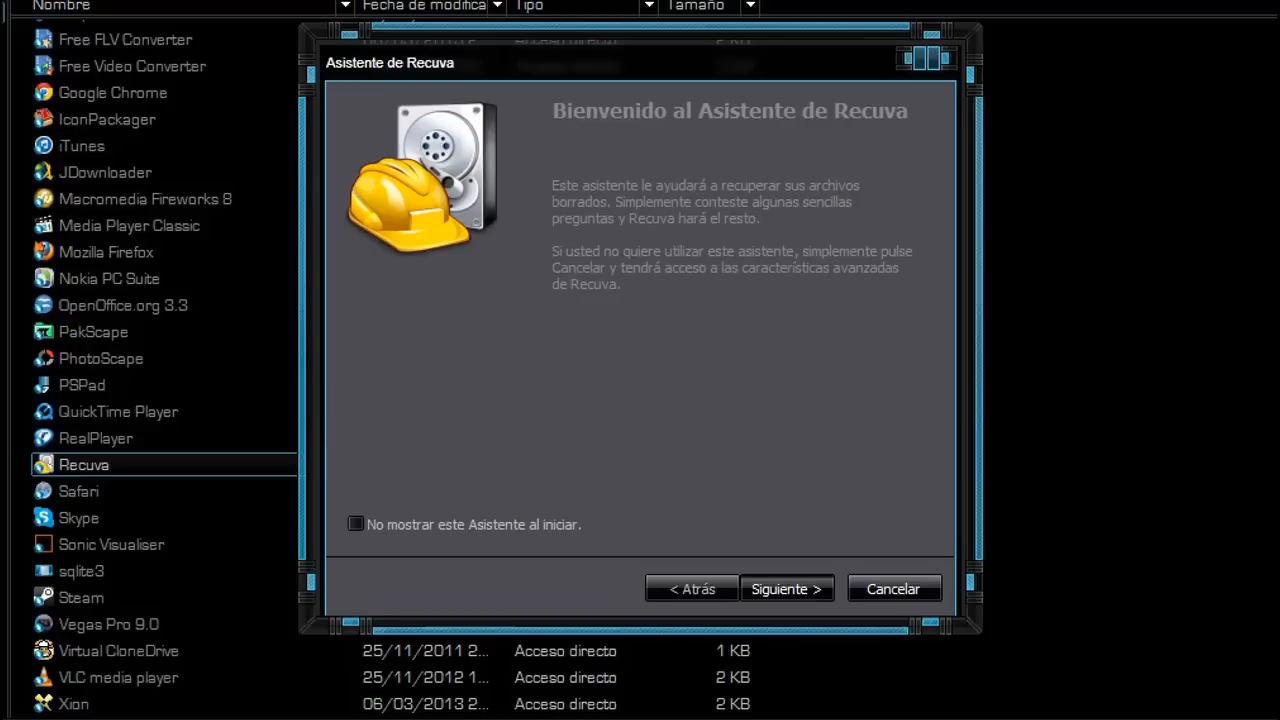 Nombre Fecha de modifica Tipo Tamaño
Free FLV Converter Acceso directo 2 KB
Free Video Converter
Google Chrome
IconPackager
iTunes
JDownloader
Macromedia Fireworks 8
Media Player Classic
Mozilla Firefox
Nokia PC Suite
OpenOffice.org 3.3
PakScape
PhotoScape
PSPad
QuickTime Player
RealPlayer
Recuva
Safari
Skype
Sonic Visualiser
sqlite3
Steam
Vegas Pro 9.0
Virtual CloneDrive 25/11/2011 2... Acceso directo 1 KB
VLC media player 25/11/2012 1... Acceso directo 2 KB
Xion 06/03/2013 2... Acceso directo 2 KB
Asistente de Recuva
Bienvenido al Asistente de Recuva
Este asistente le ayudará a recuperar sus archivos
borrados. Simplemente conteste algunas sencillas
preguntas y Recuva hará el resto.
Si usted no quiere utilizar este asistente, simplemente pulse
Cancelar y tendrá acceso a las características avanzadas
de Recuva.
No mostrar este Asistente al iniciar.
< Atrás Siguiente > Cancelar